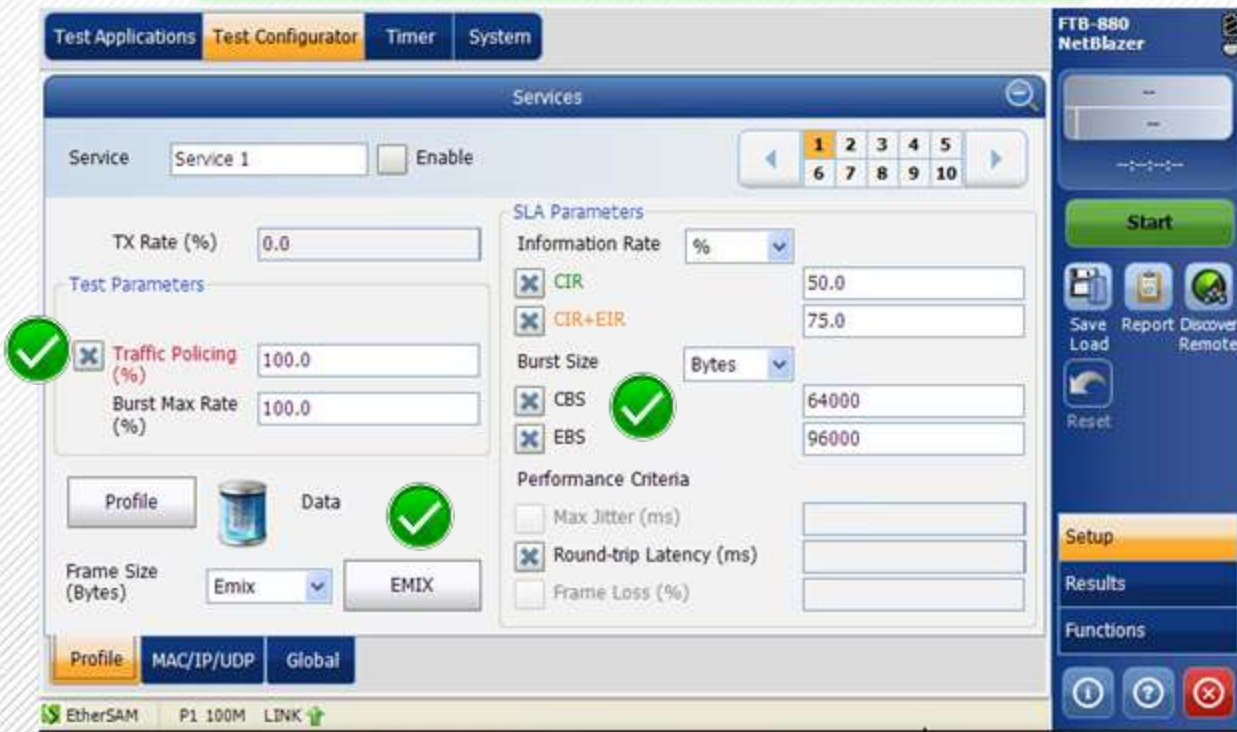 Test Applications Test Configurator Timer System
FTB-880
NetBlazer
Services
--
--
--:--:--
Service Service 1 Enable
1 2 3 4 5
6 7 8 9 10
TX Rate (%) 0.0
Test Parameters
Traffic Policing (%) 100.0
Burst Max Rate (%) 100.0
Profile Data
Frame Size (Bytes) Emix EMIX
SLA Parameters
Information Rate %
CIR 50.0
CIR+EIR 75.0
Burst Size Bytes
CBS 64000
EBS 96000
Performance Criteria
Max Jitter (ms)
Round-trip Latency (ms)
Frame Loss (%)
Start
Save Load
Report
Discover Remote
Reset
Setup
Results
Functions
Profile MAC/IP/UDP Global
EtherSAM P1 100M LINK